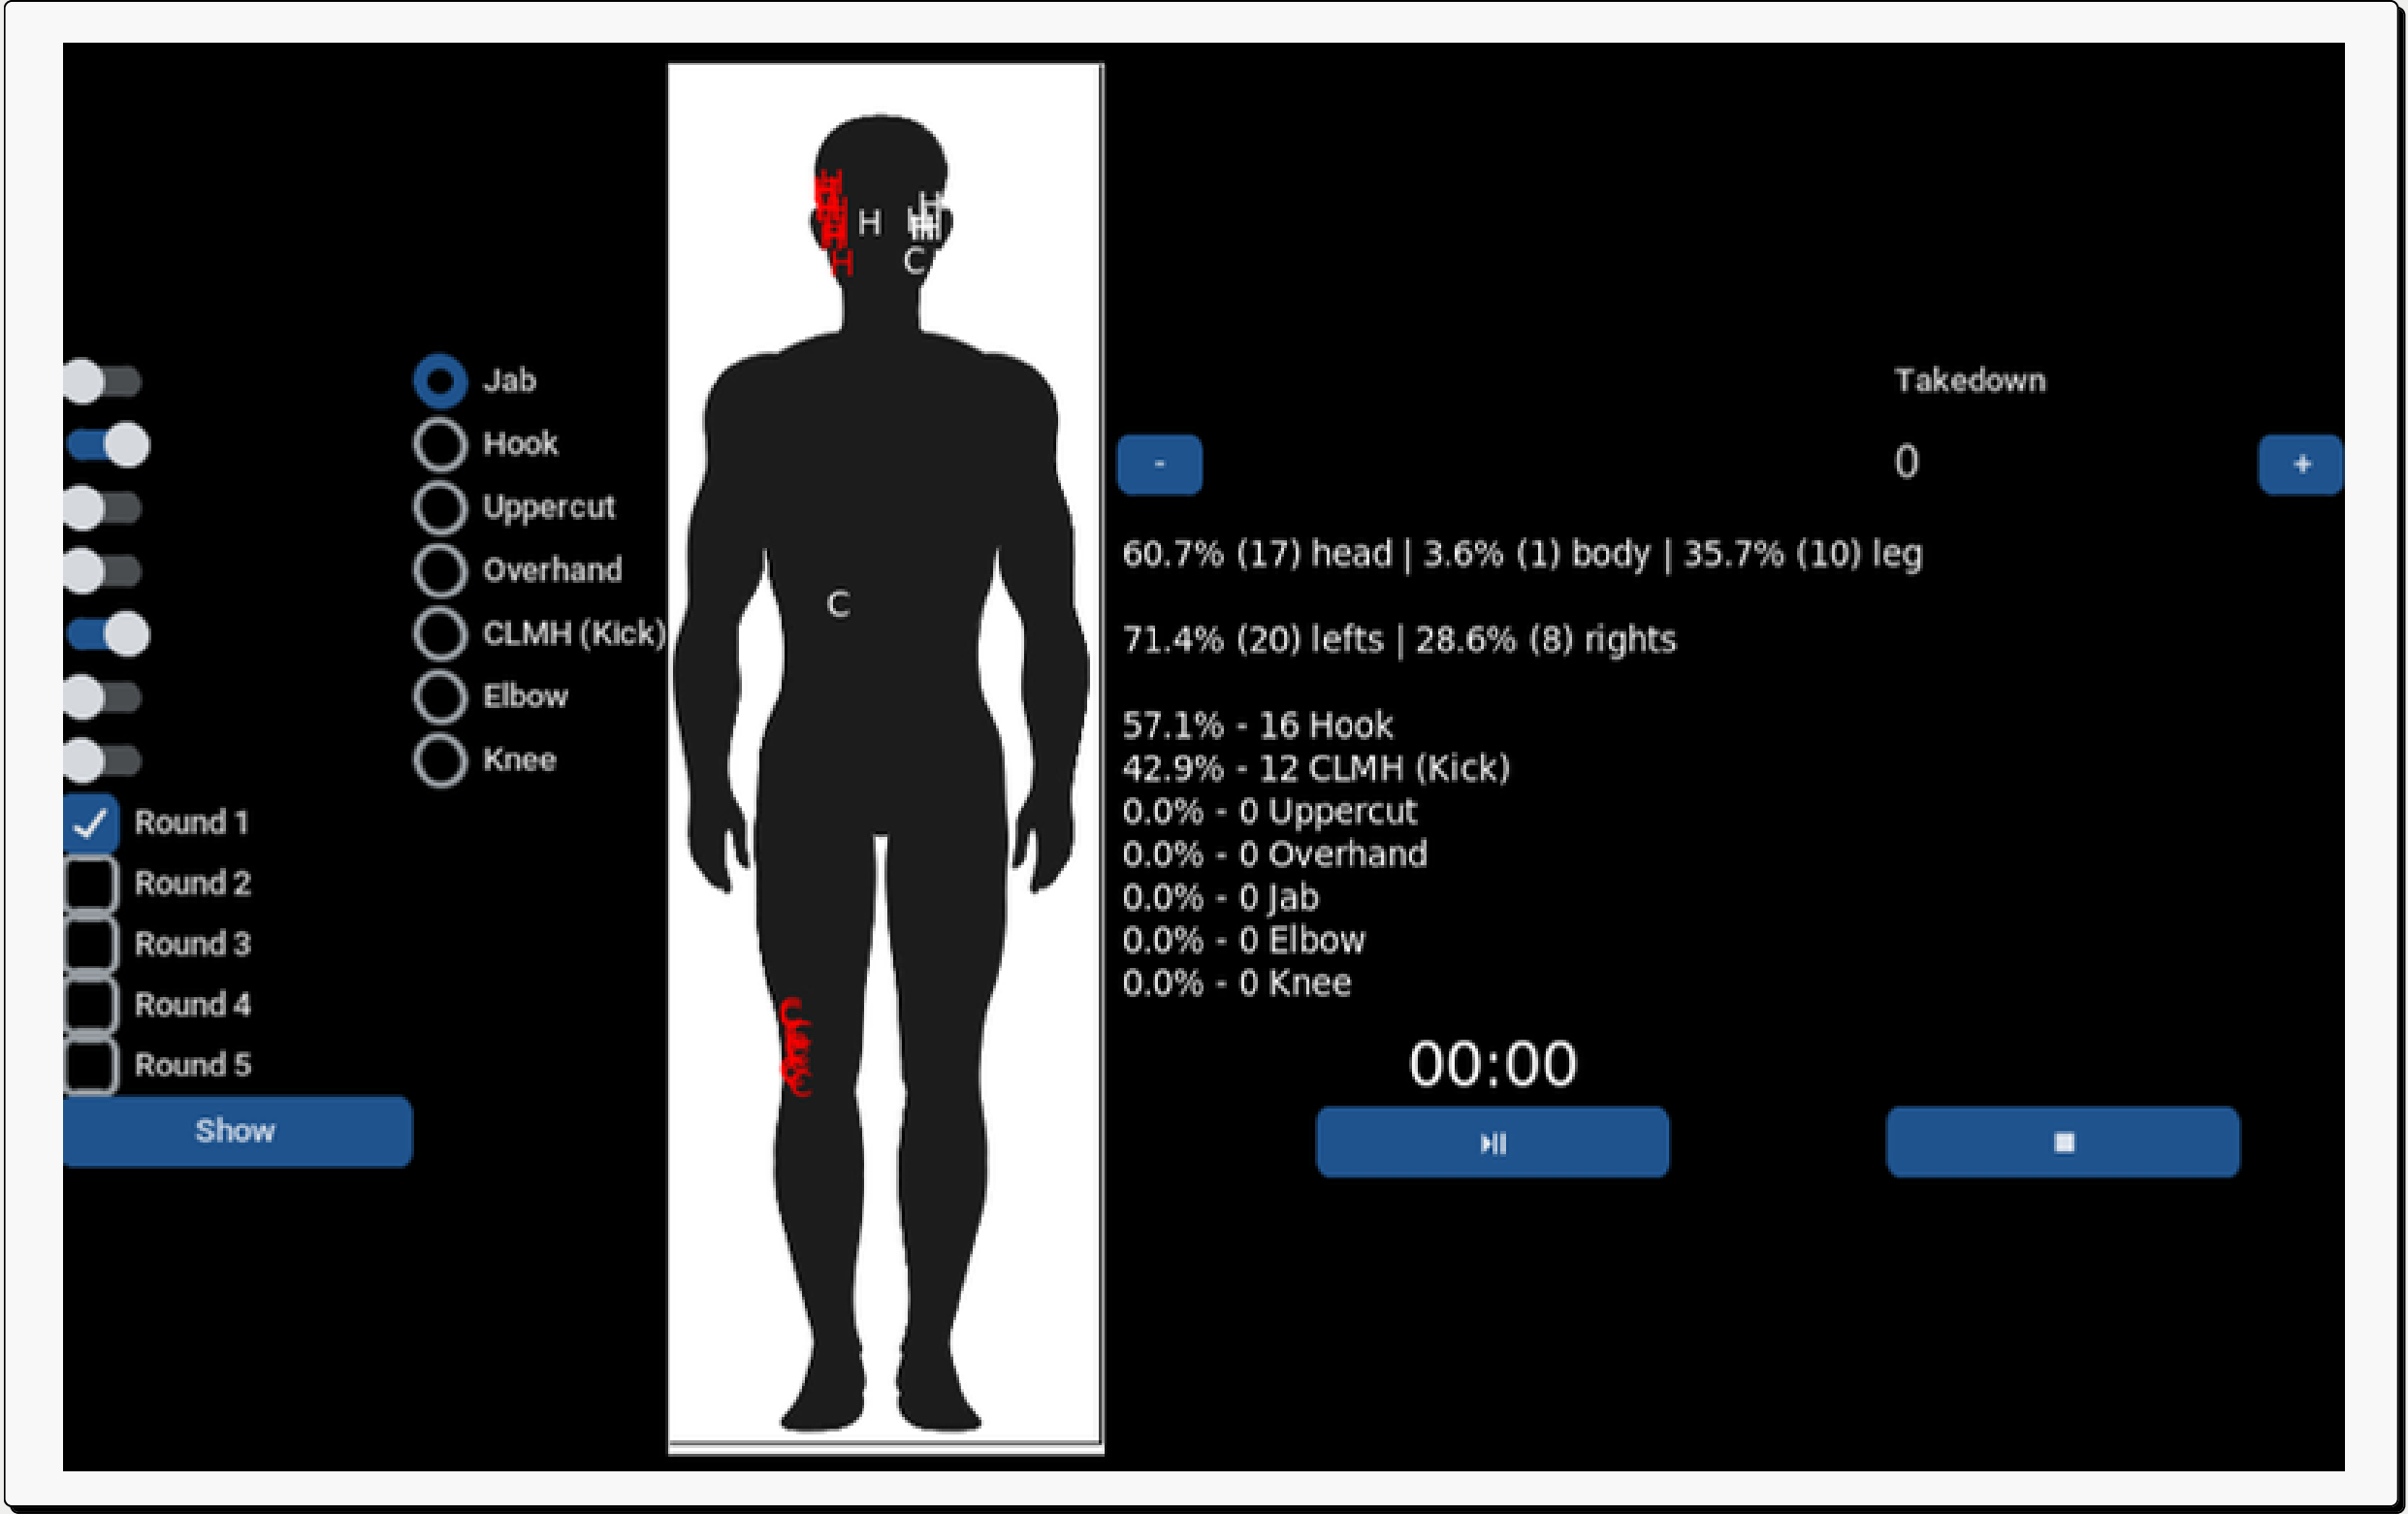 H
H
H
C
Jab
Takedown
Hook
-
0
+
Uppercut
60.7% (17) head | 3.6% (1) body | 35.7% (10) leg
Overhand
C
CLMH (Kick)
71.4% (20) lefts | 28.6% (8) rights
Elbow
57.1% - 16 Hook
Knee
42.9% - 12 CLMH (Kick)
0.0% - 0 Uppercut
Round 1
0.0% - 0 Overhand
Round 2
0.0% - 0 Jab
Round 3
0.0% - 0 Elbow
0.0% - 0 Knee
Round 4
Round 5
00:00
Show